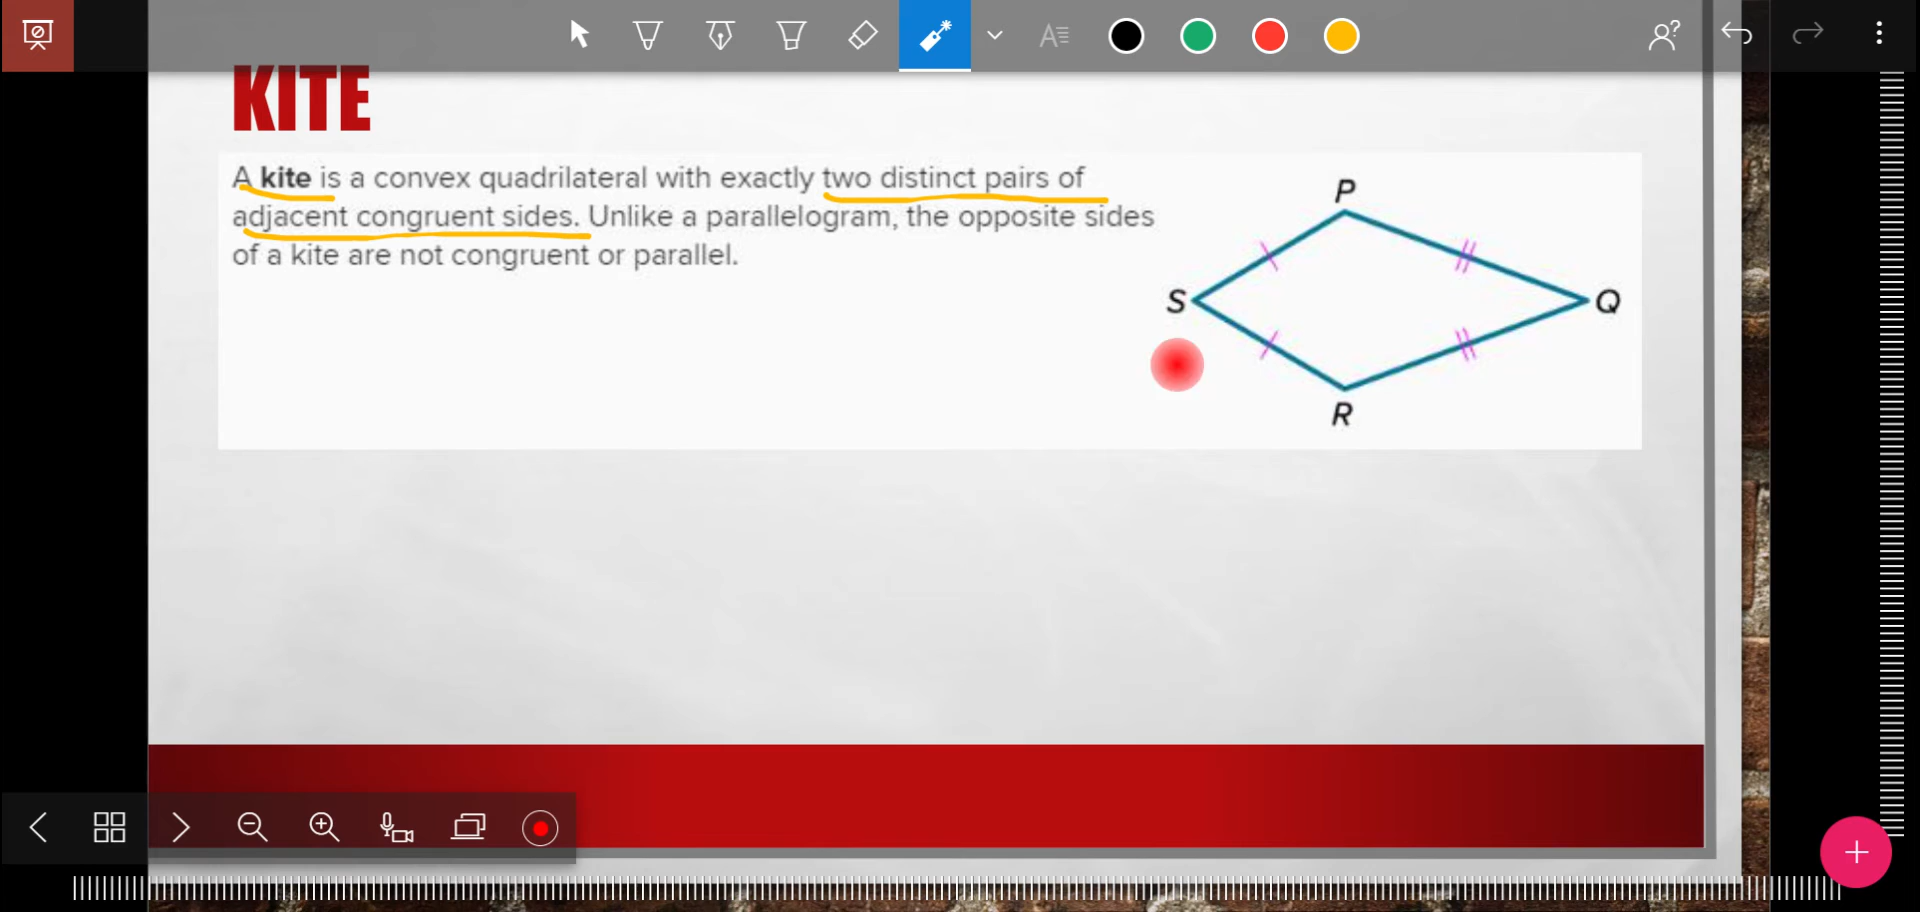 KITE
A kite is a convex quadrilateral with exactly two distinct pairs of
adjacent congruent sides. Unlike a parallelogram, the opposite sides
of a kite are not congruent or parallel.
P
S
Q
R